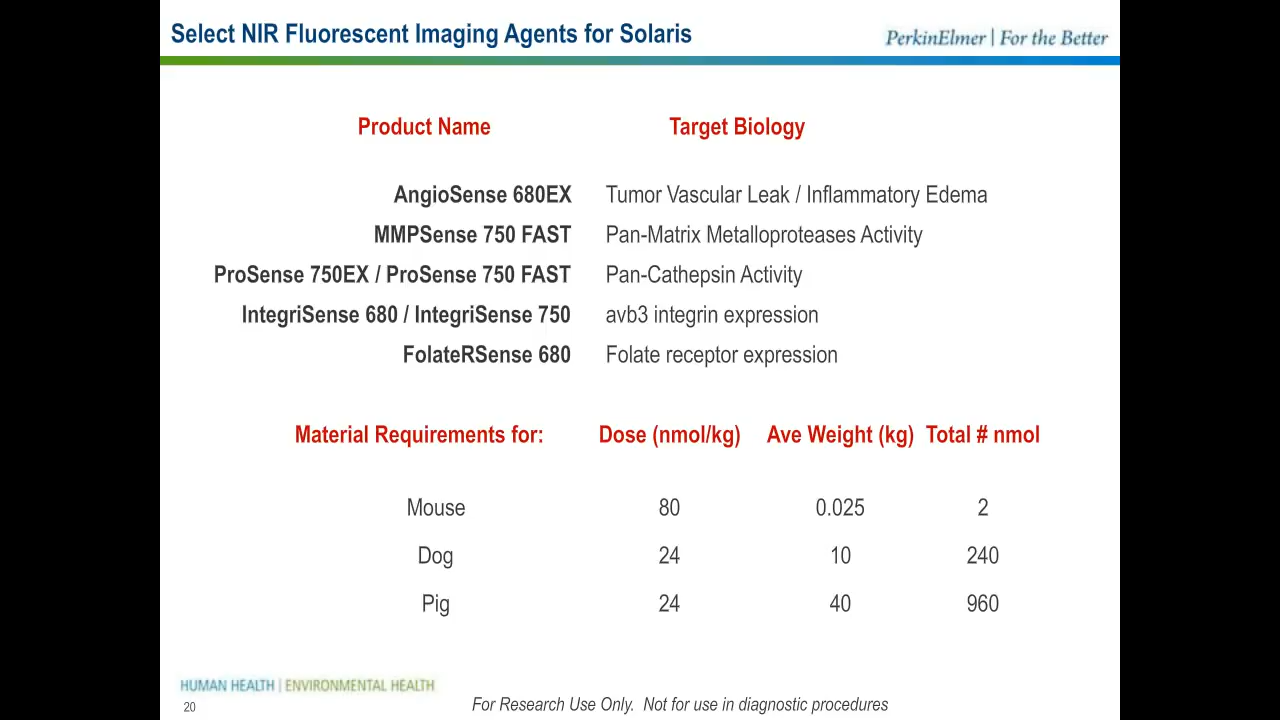 Select NIR Fluorescent Imaging Agents for Solaris
PerkinElmer | For the Better
Product Name Target Biology
AngioSense 680EX Tumor Vascular Leak / Inflammatory Edema
MMPSense 750 FAST Pan-Matrix Metalloproteases Activity
ProSense 750EX / ProSense 750 FAST Pan-Cathepsin Activity
IntegriSense 680 / IntegriSense 750 avb3 integrin expression
FolateRSense 680 Folate receptor expression
Material Requirements for: Dose (nmol/kg) Ave Weight (kg) Total # nmol
Mouse 80 0.025 2
Dog 24 10 240
Pig 24 40 960
HUMAN HEALTH | ENVIRONMENTAL HEALTH
20 For Research Use Only. Not for use in diagnostic procedures